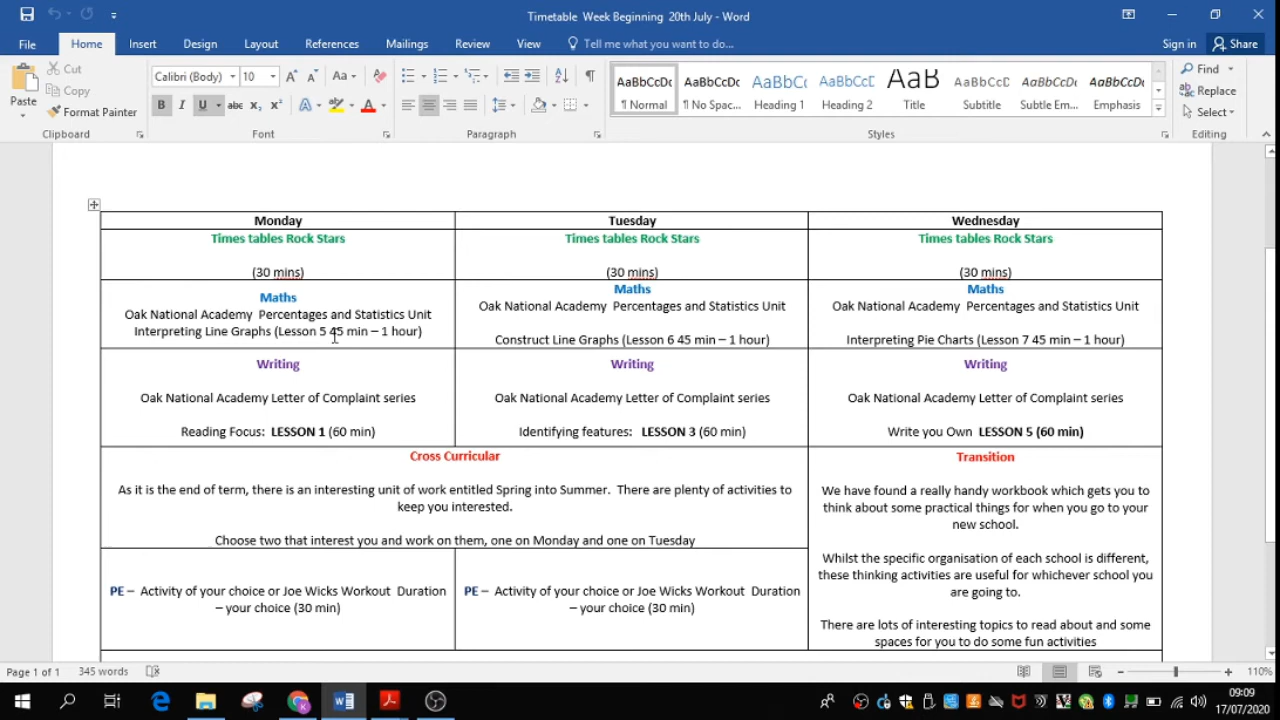 Timetable Week Beginning 20th July - Word
File Home Insert Design Layout References Mailings Review View Tell me what you want to do... Sign in Share
Paste
Cut
Copy
Format Painter
Clipboard
Calibri (Body) 10
Font
Paragraph
AaBbCcDc AaBbCcDc AaBbCc AaBbCcE AaB AaBbCcD AaBbCcDc AaBbCcDc
¶ Normal ¶ No Spac... Heading 1 Heading 2 Title Subtitle Subtle Em... Emphasis
Styles
Find
Replace
Select
Editing
Monday Tuesday Wednesday
Times tables Rock Stars
(30 mins)
Times tables Rock Stars
(30 mins)
Times tables Rock Stars
(30 mins)
Maths
Oak National Academy Percentages and Statistics Unit
Interpreting Line Graphs (Lesson 5 45 min – 1 hour)
Maths
Oak National Academy Percentages and Statistics Unit
Construct Line Graphs (Lesson 6 45 min – 1 hour)
Maths
Oak National Academy Percentages and Statistics Unit
Interpreting Pie Charts (Lesson 7 45 min – 1 hour)
Writing
Oak National Academy Letter of Complaint series
Reading Focus: LESSON 1 (60 min)
Writing
Oak National Academy Letter of Complaint series
Identifying features: LESSON 3 (60 min)
Writing
Oak National Academy Letter of Complaint series
Write you Own LESSON 5 (60 min)
Cross Curricular
As it is the end of term, there is an interesting unit of work entitled Spring into Summer. There are plenty of activities to
keep you interested.
Choose two that interest you and work on them, one on Monday and one on Tuesday
Transition
We have found a really handy workbook which gets you to
think about some practical things for when you go to your
new school.
Whilst the specific organisation of each school is different,
these thinking activities are useful for whichever school you
are going to.
There are lots of interesting topics to read about and some
spaces for you to do some fun activities
PE – Activity of your choice or Joe Wicks Workout Duration
– your choice (30 min)
PE – Activity of your choice or Joe Wicks Workout Duration
– your choice (30 min)
Page 1 of 1 345 words 110%
09:09
17/07/2020